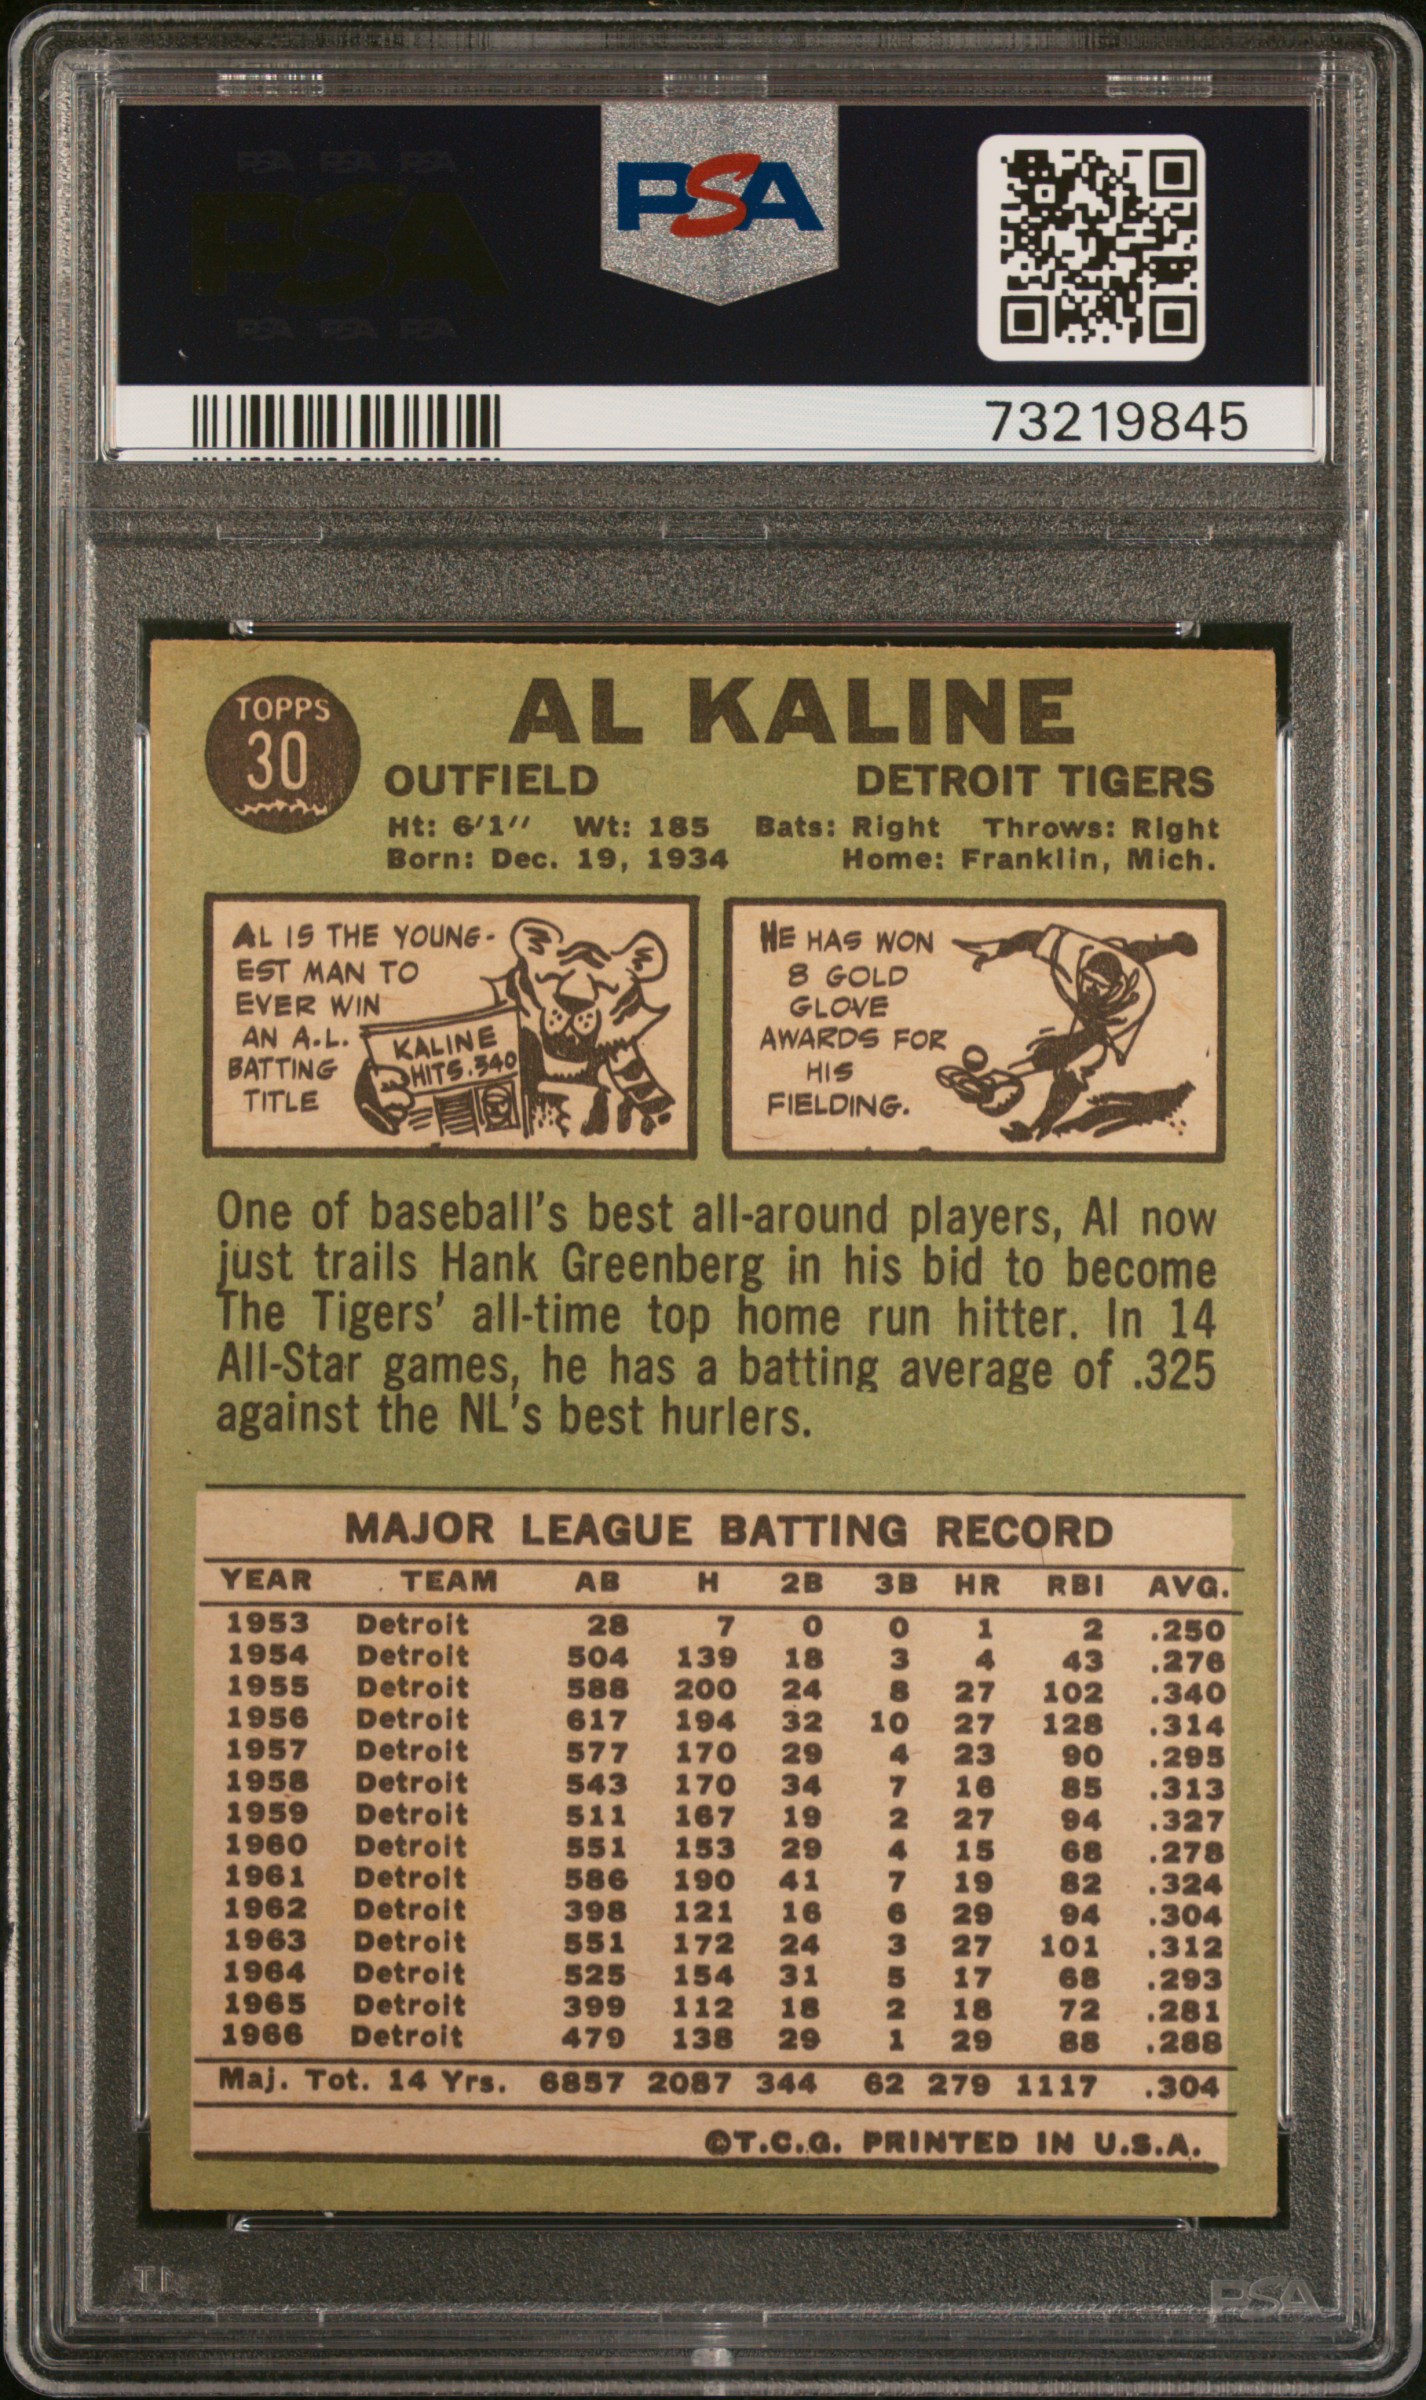 PSA PSA PSA
PSA
PSA PSA PSA
PSA
73219845
TOPPS
30
AL KALINE
OUTFIELD DETROIT TIGERS
Ht: 6'1" Wt: 185 Bats: Right Throws: Right
Born: Dec. 19, 1934 Home: Franklin, Mich.
AL IS THE YOUNG-
EST MAN TO
EVER WIN
AN A.L.
BATTING
TITLE
KALINE
HITS .340
HE HAS WON
8 GOLD
GLOVE
AWARDS FOR
HIS
FIELDING.
One of baseball's best all-around players, Al now
just trails Hank Greenberg in his bid to become
The Tigers' all-time top home run hitter. In 14
All-Star games, he has a batting average of .325
against the NL's best hurlers.
MAJOR LEAGUE BATTING RECORD
YEAR TEAM AB H 2B 3B HR RBI AVG.
1953 Detroit 28 7 0 0 1 2 .250
1954 Detroit 504 139 18 3 4 43 .276
1955 Detroit 588 200 24 8 27 102 .340
1956 Detroit 617 194 32 10 27 128 .314
1957 Detroit 577 170 29 4 23 90 .295
1958 Detroit 543 170 34 7 16 85 .313
1959 Detroit 511 167 19 2 27 94 .327
1960 Detroit 551 153 29 4 15 68 .278
1961 Detroit 586 190 41 7 19 82 .324
1962 Detroit 398 121 16 6 29 94 .304
1963 Detroit 551 172 24 3 27 101 .312
1964 Detroit 525 154 31 5 17 68 .293
1965 Detroit 399 112 18 2 18 72 .281
1966 Detroit 479 138 29 1 29 88 .288
Maj. Tot. 14 Yrs. 6857 2087 344 62 279 1117 .304
©T.C.G. PRINTED IN U.S.A.
PSA